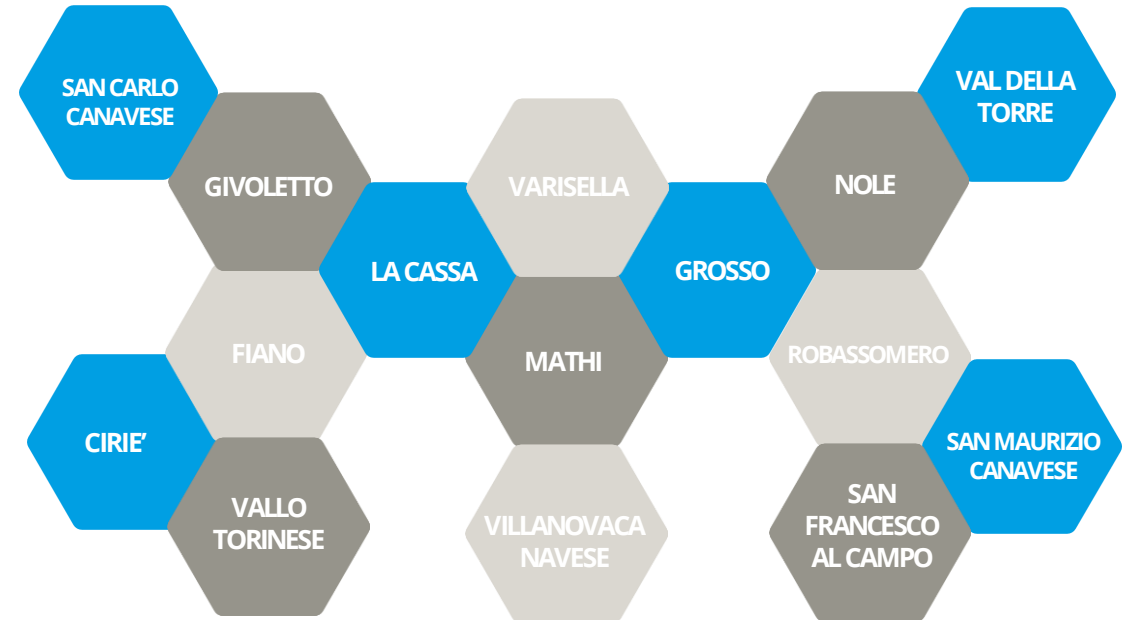 SAN CARLO
CANAVESE
VAL DELLA
TORRE
GIVOLETTO
VARISELLA
NOLE
LA CASSA
GROSSO
FIANO
MATHI
ROBASSOMERO
CIRIE’
SAN MAURIZIO
CANAVESE
VALLO
TORINESE
VILLANOVACA
NAVESE
SAN
FRANCESCO
AL CAMPO